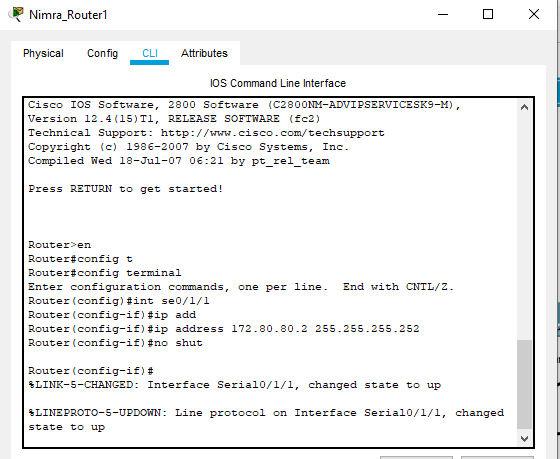 Nimra_Router1
Physical Config CLI Attributes
IOS Command Line Interface
Cisco IOS Software, 2800 Software (C2800NM-ADVIPSERVICESK9-M),
Version 12.4(15)T1, RELEASE SOFTWARE (fc2)
Technical Support: http://www.cisco.com/techsupport
Copyright (c) 1986-2007 by Cisco Systems, Inc.
Compiled Wed 18-Jul-07 06:21 by pt_rel_team
Press RETURN to get started!
Router>en
Router#config t
Router#config terminal
Enter configuration commands, one per line.  End with CNTL/Z.
Router(config)#int se0/1/1
Router(config-if)#ip add
Router(config-if)#ip address 172.80.80.2 255.255.255.252
Router(config-if)#no shut
Router(config-if)#
%LINK-5-CHANGED: Interface Serial0/1/1, changed state to up
%LINEPROTO-5-UPDOWN: Line protocol on Interface Serial0/1/1, changed
state to up